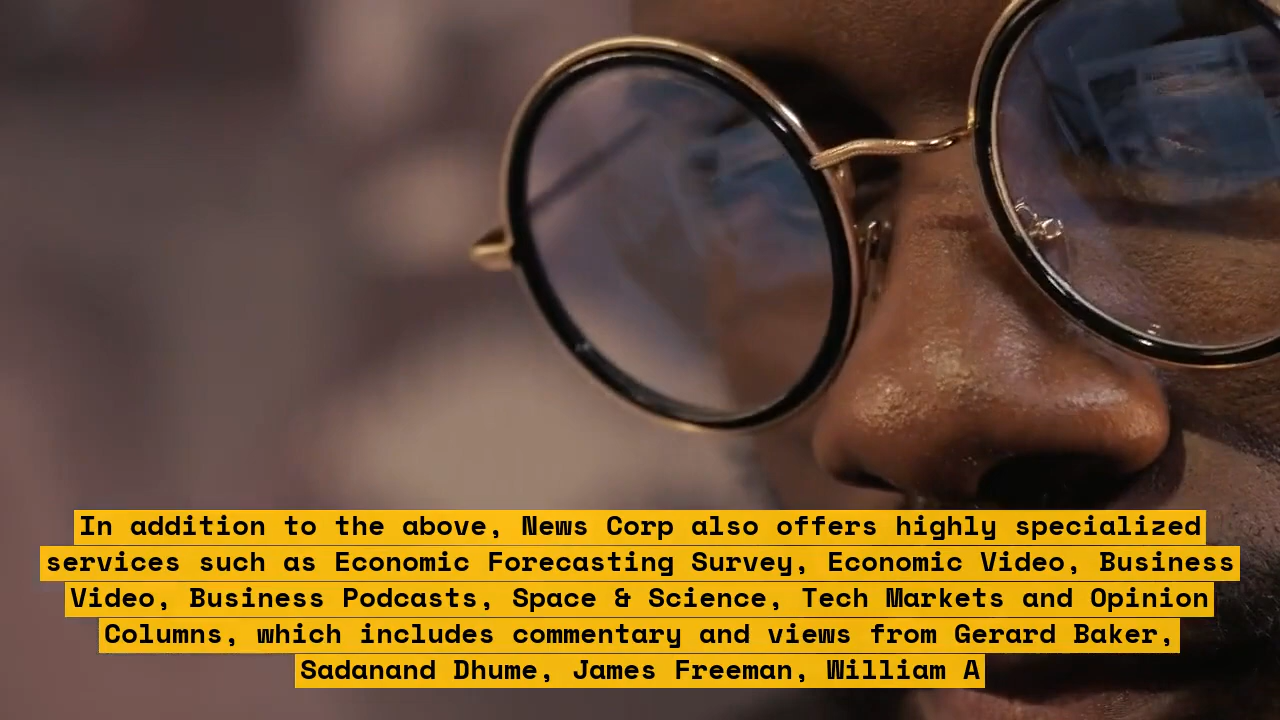 In addition to the above, News Corp also offers highly specialized
services such as Economic Forecasting Survey, Economic Video, Business
Video, Business Podcasts, Space & Science, Tech Markets and Opinion
Columns, which includes commentary and views from Gerard Baker,
Sadanand Dhume, James Freeman, William A